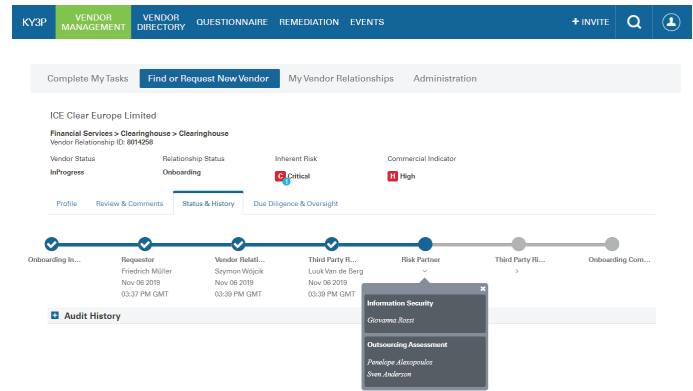 KY3P
VENDOR MANAGEMENT
VENDOR DIRECTORY
QUESTIONNAIRE
REMEDIATION
EVENTS
+ INVITE
Complete My Tasks
Find or Request New Vendor
My Vendor Relationships
Administration
ICE Clear Europe Limited
Financial Services > Clearinghouse > Clearinghouse
Vendor Relationship ID: 8014258
Vendor Status
Relationship Status
Inherent Risk
Commercial Indicator
InProgress
Onboarding
C Critical
H High
Profile
Review & Comments
Status & History
Due Diligence & Oversight
Onboarding In...
Requestor
Vendor Relati...
Third Party R...
Risk Partner
Third Party Ri...
Onboarding Com...
Friedrich Müller
Szymon Wójcik
Luuk Van de Berg
Nov 06 2019
Nov 06 2019
Nov 06 2019
03:37 PM GMT
03:39 PM GMT
03:39 PM GMT
Information Security
Giovanna Rossi
Outsourcing Assessment
Penelope Alexopoulos
Sven Anderson
Audit History